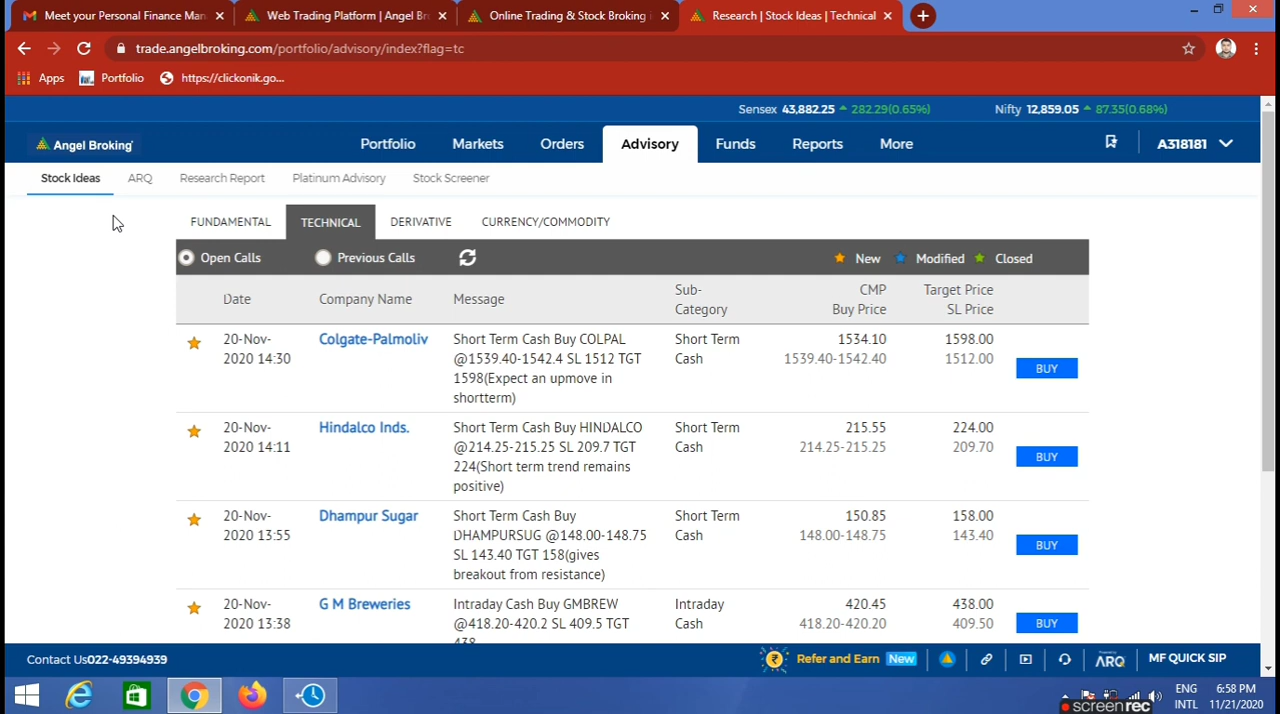 Meet your Personal Finance Man
Web Trading Platform | Angel Br
Online Trading & Stock Broking i
Research | Stock Ideas | Technical
trade.angelbroking.com/portfolio/advisory/index?flag=tc
Apps Portfolio https://clickonik.go...
Sensex 43,882.25 282.29(0.65%) Nifty 12,859.05 87.35(0.68%)
Angel Broking Portfolio Markets Orders Advisory Funds Reports More A318181
Stock Ideas ARQ Research Report Platinum Advisory Stock Screener
FUNDAMENTAL TECHNICAL DERIVATIVE CURRENCY/COMMODITY
Open Calls Previous Calls New Modified Closed
Date Company Name Message Sub-Category CMP Buy Price Target Price SL Price
20-Nov- Colgate-Palmoliv Short Term Cash Buy COLPAL Short Term 1534.10 1598.00
2020 14:30 @1539.40-1542.4 SL 1512 TGT Cash 1539.40-1542.40 1512.00
BUY
1598(Expect an upmove in
shortterm)
20-Nov- Hindalco Inds. Short Term Cash Buy HINDALCO Short Term 215.55 224.00
2020 14:11 @214.25-215.25 SL 209.7 TGT Cash 214.25-215.25 209.70
BUY
224(Short term trend remains
positive)
20-Nov- Dhampur Sugar Short Term Cash Buy Short Term 150.85 158.00
2020 13:55 DHAMPURSUG @148.00-148.75 Cash 148.00-148.75 143.40
BUY
SL 143.40 TGT 158(gives
breakout from resistance)
20-Nov- G M Breweries Intraday Cash Buy GMBREW Intraday 420.45 438.00
2020 13:38 @418.20-420.2 SL 409.5 TGT Cash 418.20-420.20 409.50 BUY
438
Contact Us022-49394939 Refer and Earn New ARQ MF QUICK SIP
ENG 6:58 PM
INTL 11/21/2020
screenrec